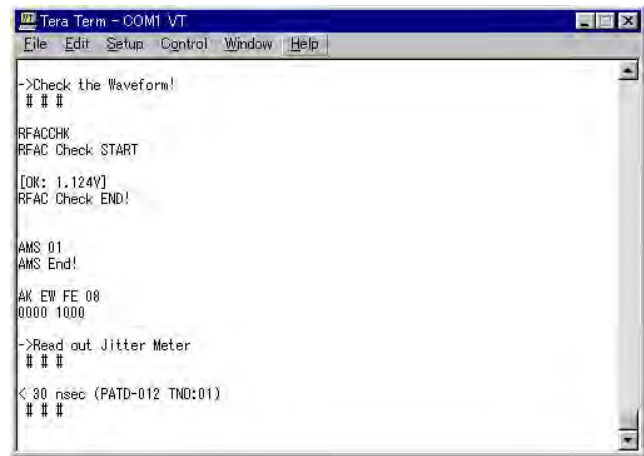 Tera Term - COM1 VT
File Edit Setup Control Window Help
->Check the Waveform!
# # #
RFACCHK
RFAC Check START
[OK: 1.124V]
RFAC Check END!
AMS 01
AMS End!
AK EW FE 08
0000 1000
->Read out Jitter Meter
# # #
< 30 nsec (PATD-012 TNO:01)
# # #